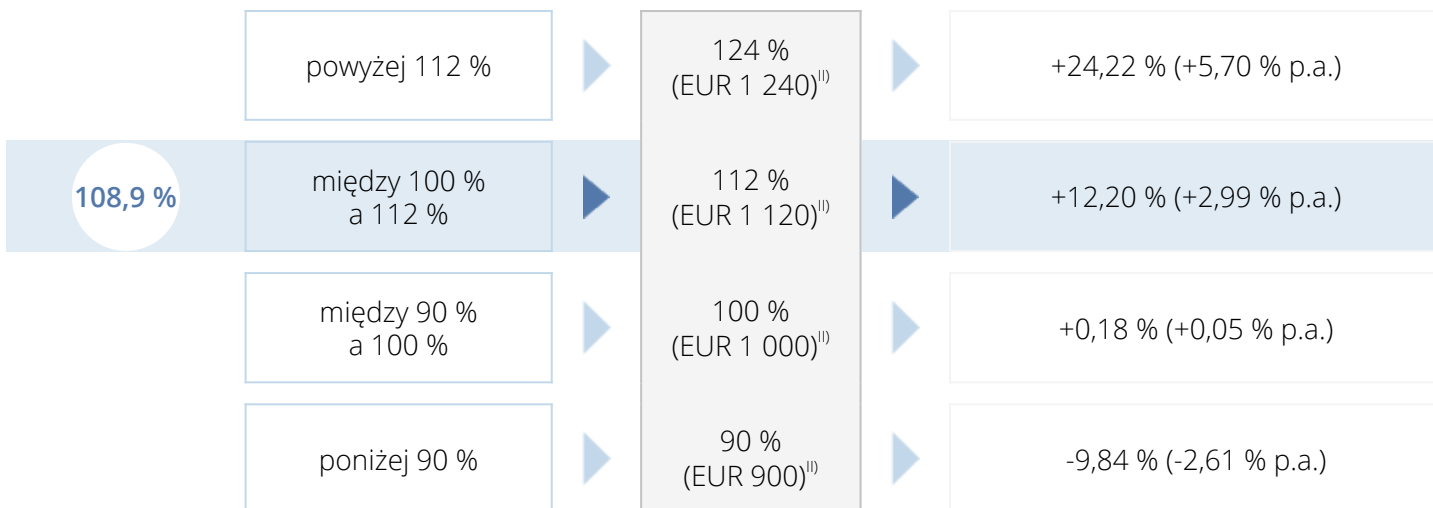 powyżej 112 %
124 %
(EUR 1 240)II)
+24,22 % (+5,70 % p.a.)
108,9 %
między 100 %
a 112 %
112 %
(EUR 1 120)II)
+12,20 % (+2,99 % p.a.)
między 90 %
a 100 %
100 %
(EUR 1 000)II)
+0,18 % (+0,05 % p.a.)
poniżej 90 %
90 %
(EUR 900)II)
-9,84 % (-2,61 % p.a.)